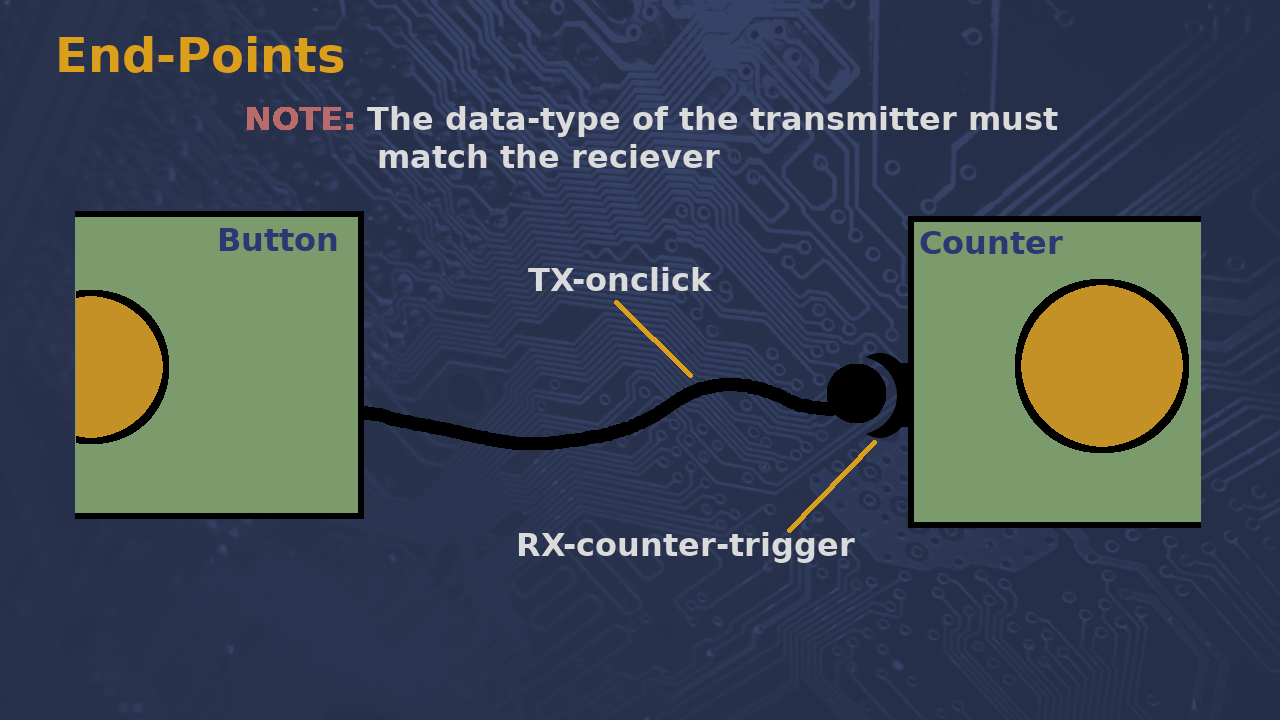 End-Points
NOTE: The data-type of the transmitter must
match the reciever
Button
Counter
TX-onclick
RX-counter-trigger